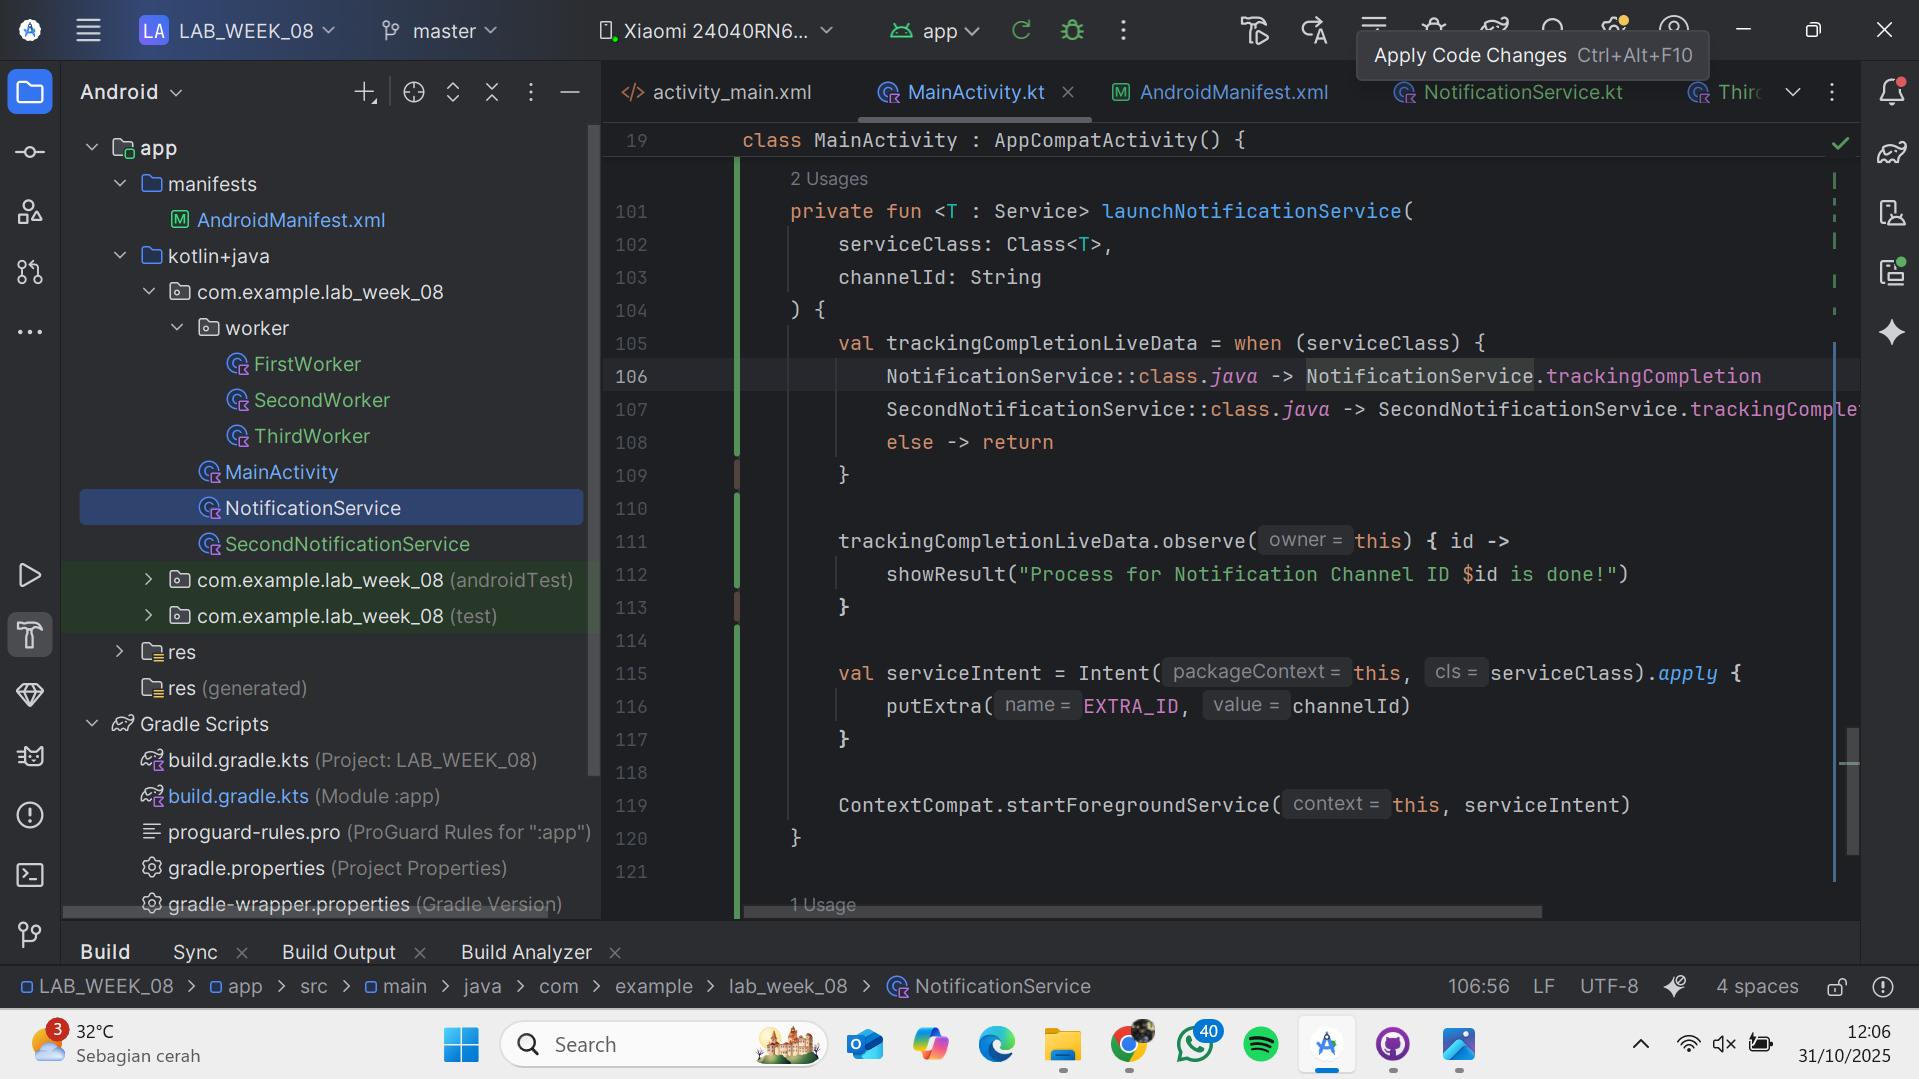 LA LAB_WEEK_08 master Xiaomi 24040RN6... app
Apply Code Changes Ctrl+Alt+F10
Android
activity_main.xml MainActivity.kt AndroidManifest.xml NotificationService.kt Thir
app
manifests
AndroidManifest.xml
kotlin+java
com.example.lab_week_08
worker
FirstWorker
SecondWorker
ThirdWorker
MainActivity
NotificationService
SecondNotificationService
com.example.lab_week_08 (androidTest)
com.example.lab_week_08 (test)
res
res (generated)
Gradle Scripts
build.gradle.kts (Project: LAB_WEEK_08)
build.gradle.kts (Module :app)
proguard-rules.pro (ProGuard Rules for ":app")
gradle.properties (Project Properties)
gradle-wrapper.properties (Gradle Version)
19 class MainActivity : AppCompatActivity() {
2 Usages
101 private fun <T : Service> launchNotificationService(
102 serviceClass: Class<T>,
103 channelId: String
104 ) {
105 val trackingCompletionLiveData = when (serviceClass) {
106 NotificationService::class.java -> NotificationService.trackingCompletion
107 SecondNotificationService::class.java -> SecondNotificationService.trackingComple
108 else -> return
109 }
110
111 trackingCompletionLiveData.observe( owner = this) { id ->
112 showResult("Process for Notification Channel ID $id is done!")
113 }
114
115 val serviceIntent = Intent( packageContext = this, cls = serviceClass).apply {
116 putExtra( name = EXTRA_ID, value = channelId)
117 }
118
119 ContextCompat.startForegroundService( context = this, serviceIntent)
120 }
121
1 Usage
Build Sync Build Output Build Analyzer
LAB_WEEK_08 > app > src > main > java > com > example > lab_week_08 > NotificationService 106:56 LF UTF-8 4 spaces
3 32°C
Sebagian cerah
Search
40
12:06
31/10/2025